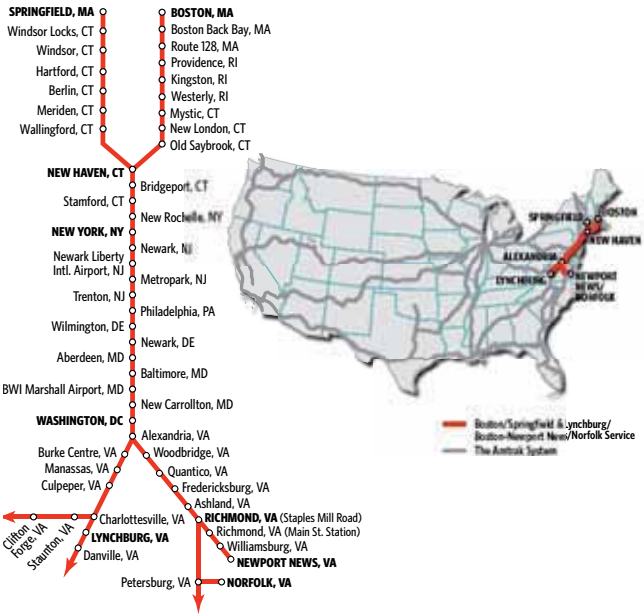 SPRINGFIELD, MA
Windsor Locks, CT
Windsor, CT
Hartford, CT
Berlin, CT
Meriden, CT
Wallingford, CT
BOSTON, MA
Boston Back Bay, MA
Route 128, MA
Providence, RI
Kingston, RI
Westerly, RI
Mystic, CT
New London, CT
Old Saybrook, CT
NEW HAVEN, CT
Bridgeport, CT
Stamford, CT
New Rochelle, NY
NEW YORK, NY
Newark, NJ
Newark Liberty
Intl. Airport, NJ
Metropark, NJ
Trenton, NJ
Philadelphia, PA
Wilmington, DE
Newark, DE
Aberdeen, MD
Baltimore, MD
BWI Marshall Airport, MD
New Carrollton, MD
WASHINGTON, DC
Alexandria, VA
Burke Centre, VA
Manassas, VA
Culpeper, VA
Charlottesville, VA
Clifton
Forge, VA
Staunton, VA
LYNCHBURG, VA
Danville, VA
Woodbridge, VA
Quantico, VA
Fredericksburg, VA
Ashland, VA
RICHMOND, VA (Staples Mill Road)
Richmond, VA (Main St. Station)
Williamsburg, VA
NEWPORT NEWS, VA
Petersburg, VA
NORFOLK, VA
SPRINGFIELD
BOSTON
NEW HAVEN
ALEXANDRIA
LYNCHBURG
NEWPORT
NEWS/
NORFOLK
Boston/Springfield & Lynchburg/
Boston-Newport News/Norfolk Service
The Amtrak System